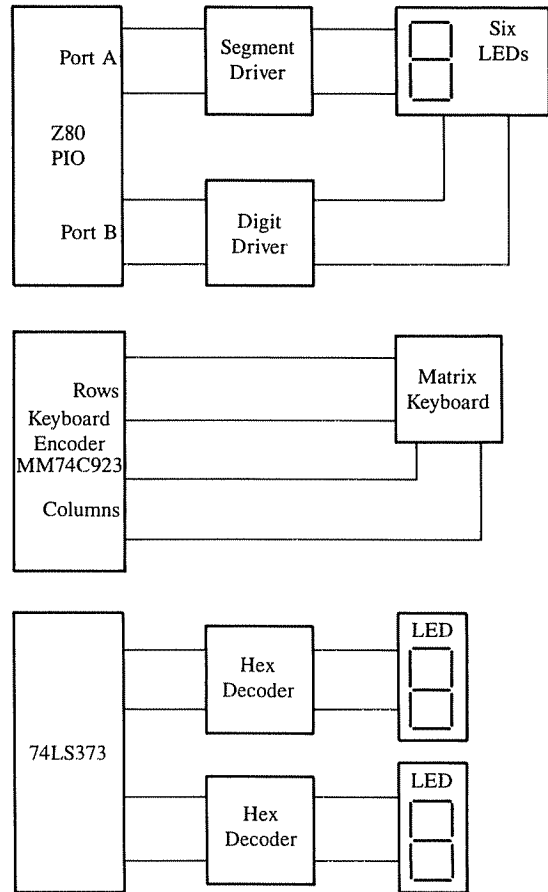 Port A
Z80
PIO
Port B
Segment
Driver
Digit
Driver
Six
LEDs
Rows
Keyboard
Encoder
MM74C923
Columns
Matrix
Keyboard
74LS373
Hex
Decoder
LED
Hex
Decoder
LED